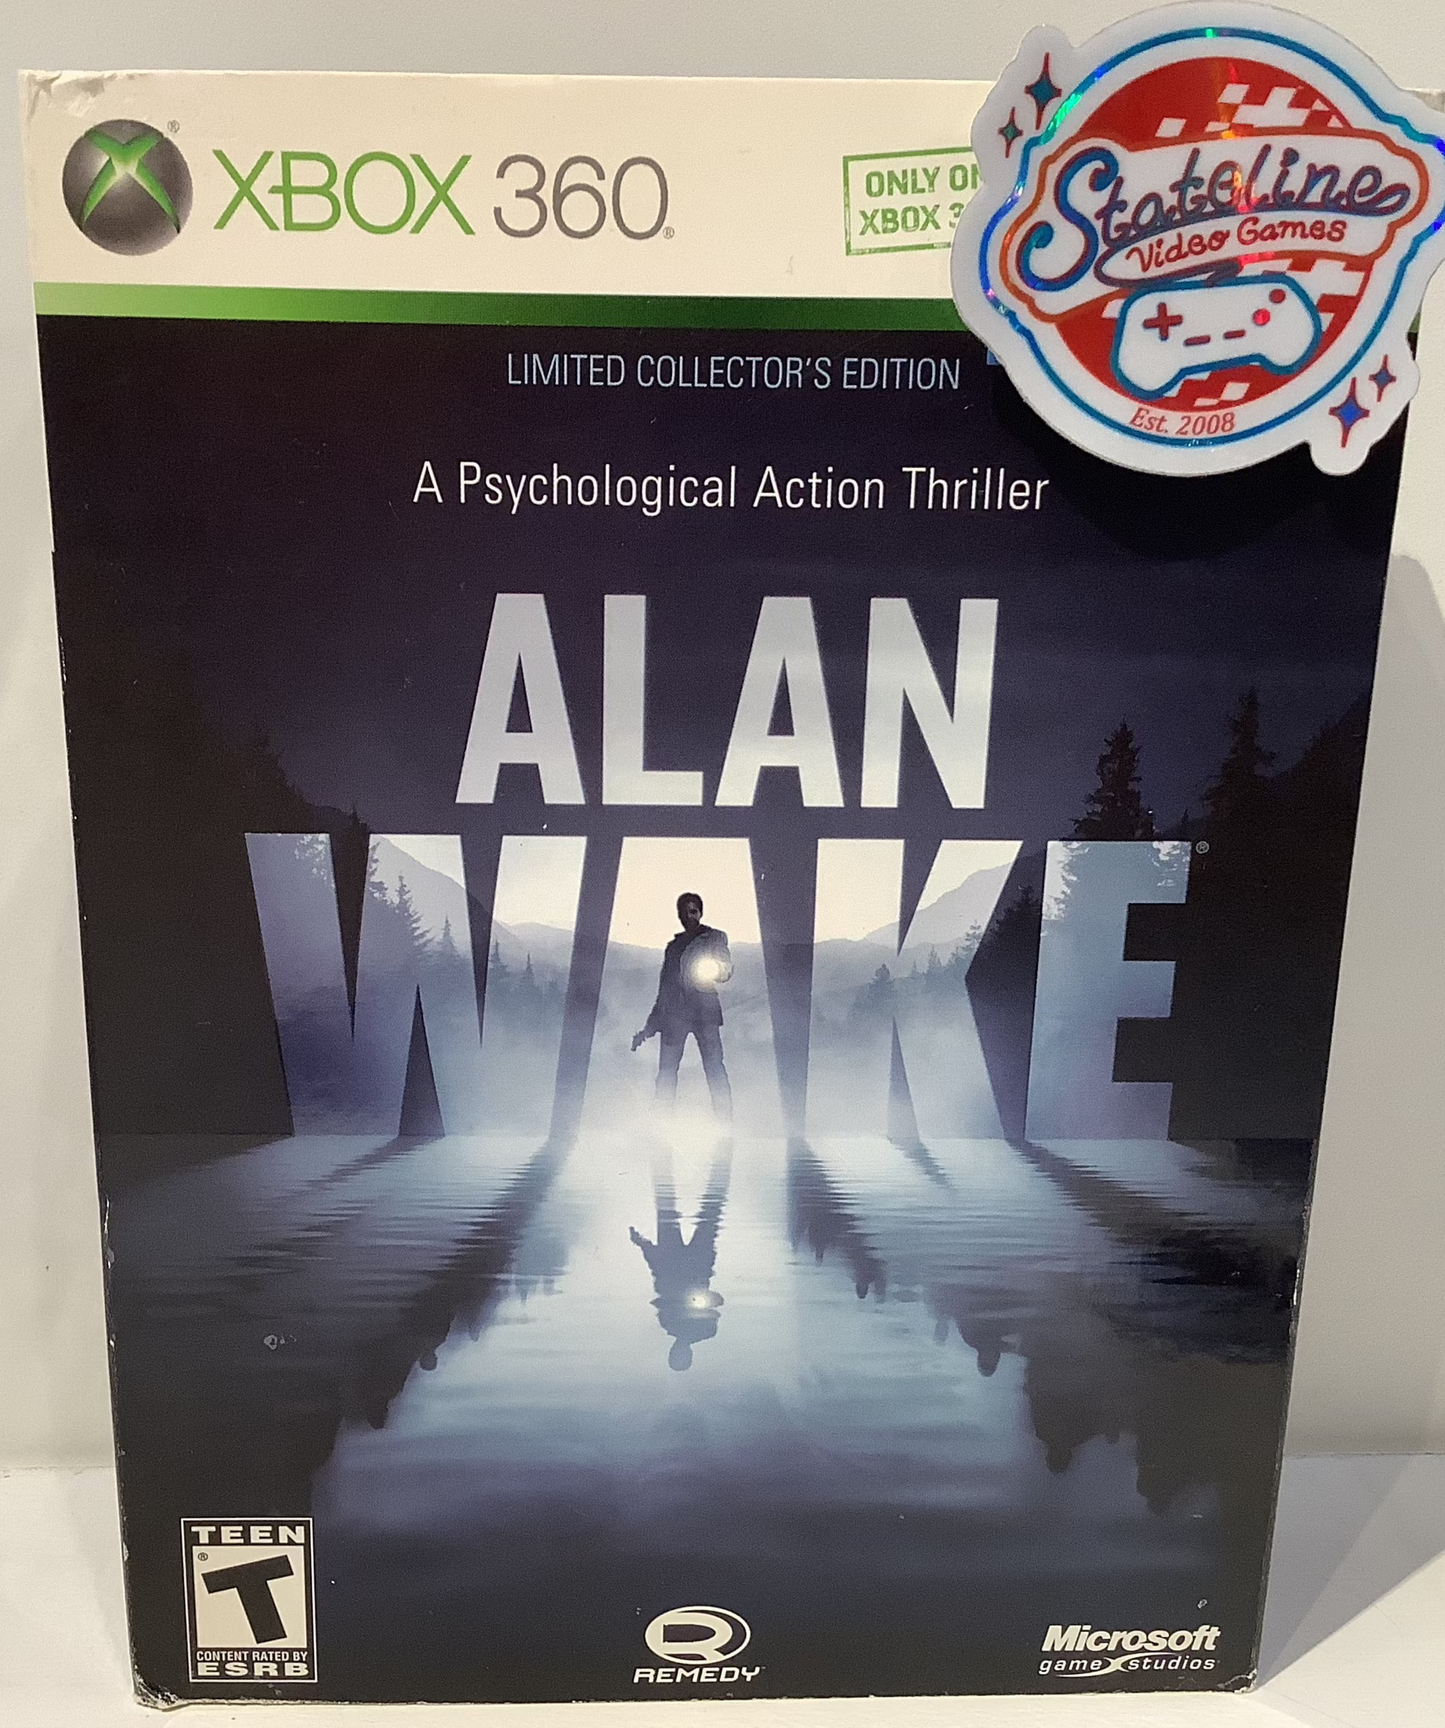 XBOX 360
ONLY ON
XBOX 3
Stateline
Video Games
Est. 2008
LIMITED COLLECTOR'S EDITION
A Psychological Action Thriller
ALAN
WAKE
TEEN
T
CONTENT RATED BY
ESRB
REMEDY
Microsoft
game studios